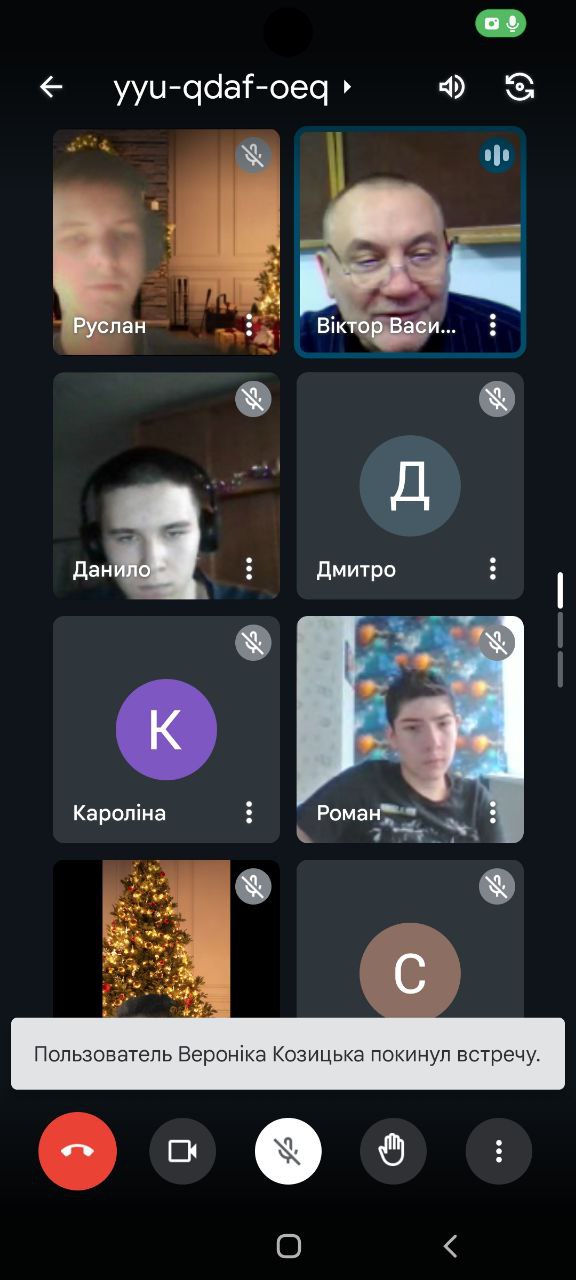 yyu-qdaf-oeq
Руслан
Віктор Васи...
Данило
Д
Дмитро
К
Кароліна
Роман
С
Пользователь Вероніка Козицька покинул встречу.